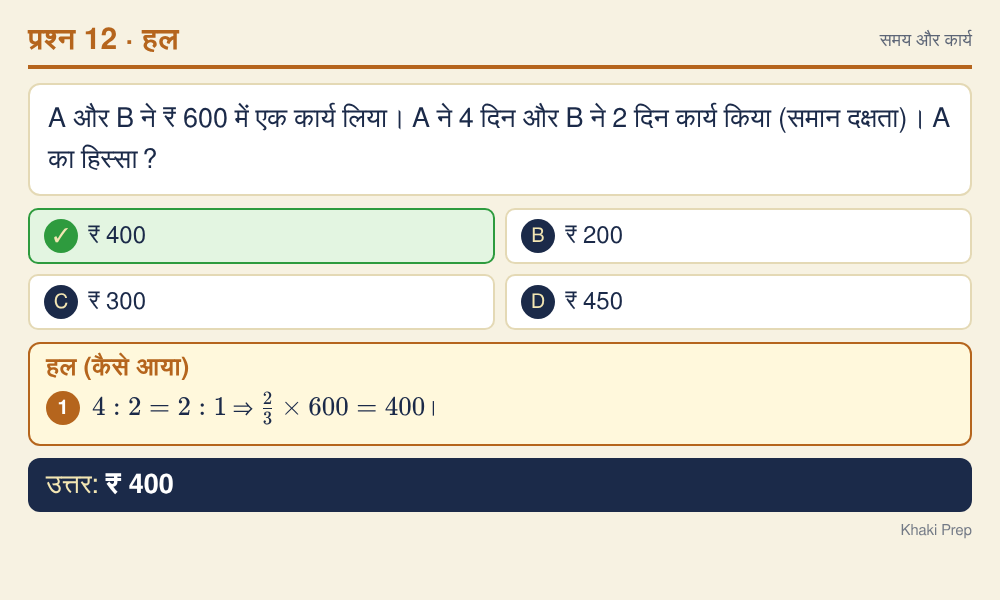 प्रश्न 12 · हल
समय और कार्य
A और B ने ₹ 600 में एक कार्य लिया। A ने 4 दिन और B ने 2 दिन कार्य किया (समान दक्षता)। A
का हिस्सा ?
✓ ₹ 400
B ₹ 200
C ₹ 300
D ₹ 450
हल (कैसे आया)
1 4 : 2 = 2 : 1 ⇒ 2/3 × 600 = 400।
उत्तर: ₹ 400
Khaki Prep